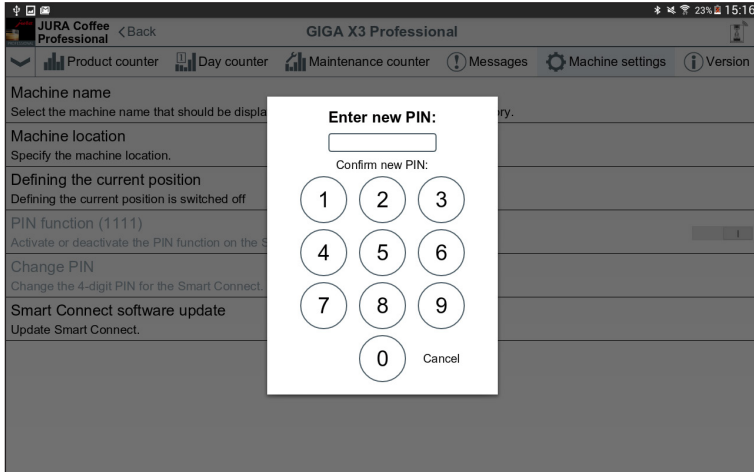 23% 15:16
JURA Coffee
Professional
<Back
GIGA X3 Professional
Product counter
1
Day counter
Maintenance counter
Messages
Machine settings
Version
Machine name
Select the machine name that should be displa
ry.
Machine location
Specify the machine location.
Defining the current position
Defining the current position is switched off
PIN function (1111)
Activate or deactivate the PIN function on the S
I
Change PIN
Change the 4-digit PIN for the Smart Connect.
Smart Connect software update
Update Smart Connect.
Enter new PIN:
Confirm new PIN:
1 2 3
4 5 6
7 8 9
0 Cancel